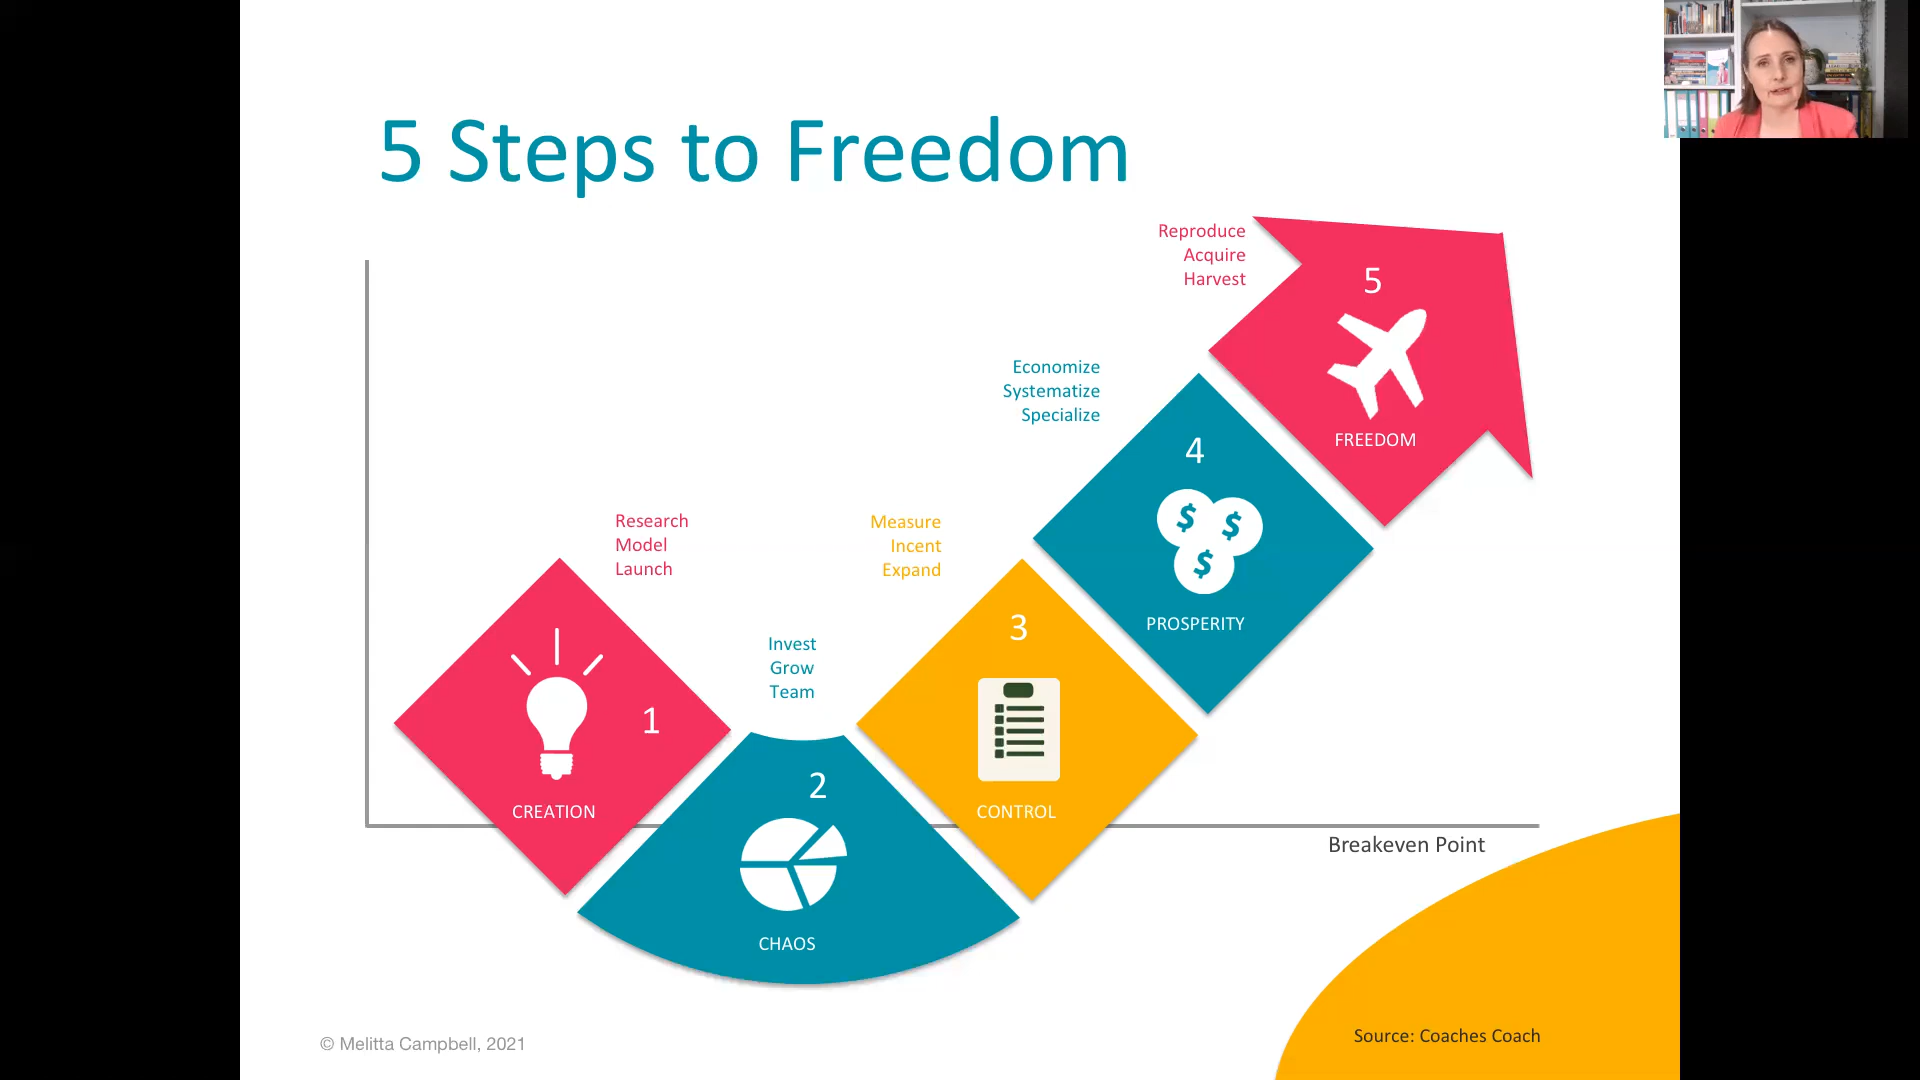 5 Steps to Freedom
Reproduce
Acquire
Harvest
5
FREEDOM
Economize
Systematize
Specialize
4
$ $
$
PROSPERITY
Measure
Incent
Expand
3
CONTROL
Invest
Grow
Team
2
CHAOS
Research
Model
Launch
1
CREATION
Breakeven Point
Source: Coaches Coach
© Melitta Campbell, 2021